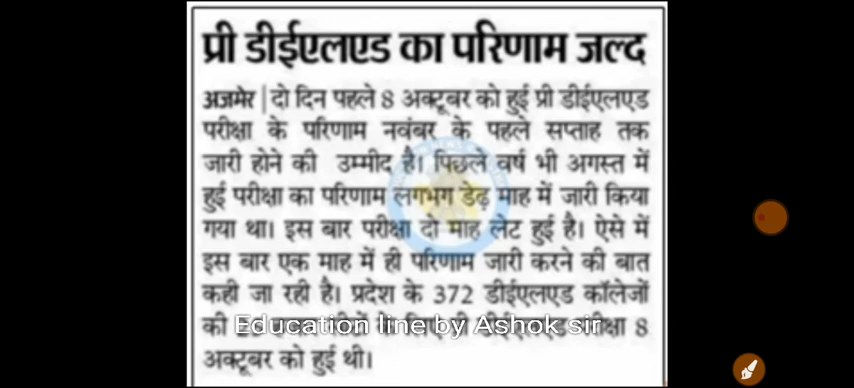 प्री डीईएलएड का परिणाम जल्द
अजमेर | दो दिन पहले 8 अक्टूबर को हुई प्री डीईएलएड
परीक्षा के परिणाम नवंबर के पहले सप्ताह तक
जारी होने की उम्मीद है। पिछले वर्ष भी अगस्त में
हुई परीक्षा का परिणाम लगभग डेढ़ माह में जारी किया
गया था। इस बार परीक्षा दो माह लेट हुई है। ऐसे में
इस बार एक माह में ही परिणाम जारी करने की बात
कही जा रही है। प्रदेश के 372 डीईएलएड कॉलेजों
की परीक्षा 8
Education line by Ashok sir
अक्टूबर को हुई थी।